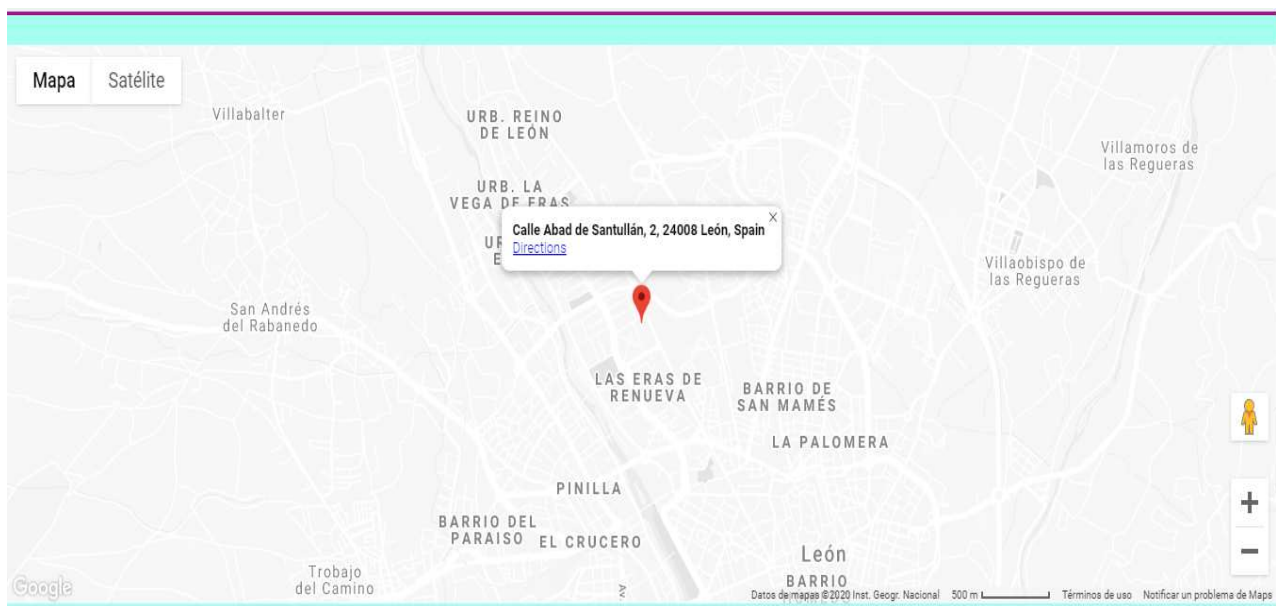 Mapa
Satélite
Villabalter
URB. REINO
DE LEÓN
Villamoros de
las Regueras
URB. LA
VEGA DE ERAS
Calle Abad de Santullán, 2, 24008 León, Spain
Directions
Villaobispo de
las Regueras
San Andrés
del Rabanedo
LAS ERAS DE
RENUEVA
BARRIO DE
SAN MAMÉS
LA PALOMERA
PINILLA
BARRIO DEL
PARAISO
EL CRUCERO
León
Trobajo
del Camino
BARRIO
Google
Datos de mapas ©2020 Inst. Geogr. Nacional
500 m
Términos de uso
Notificar un problema de Maps